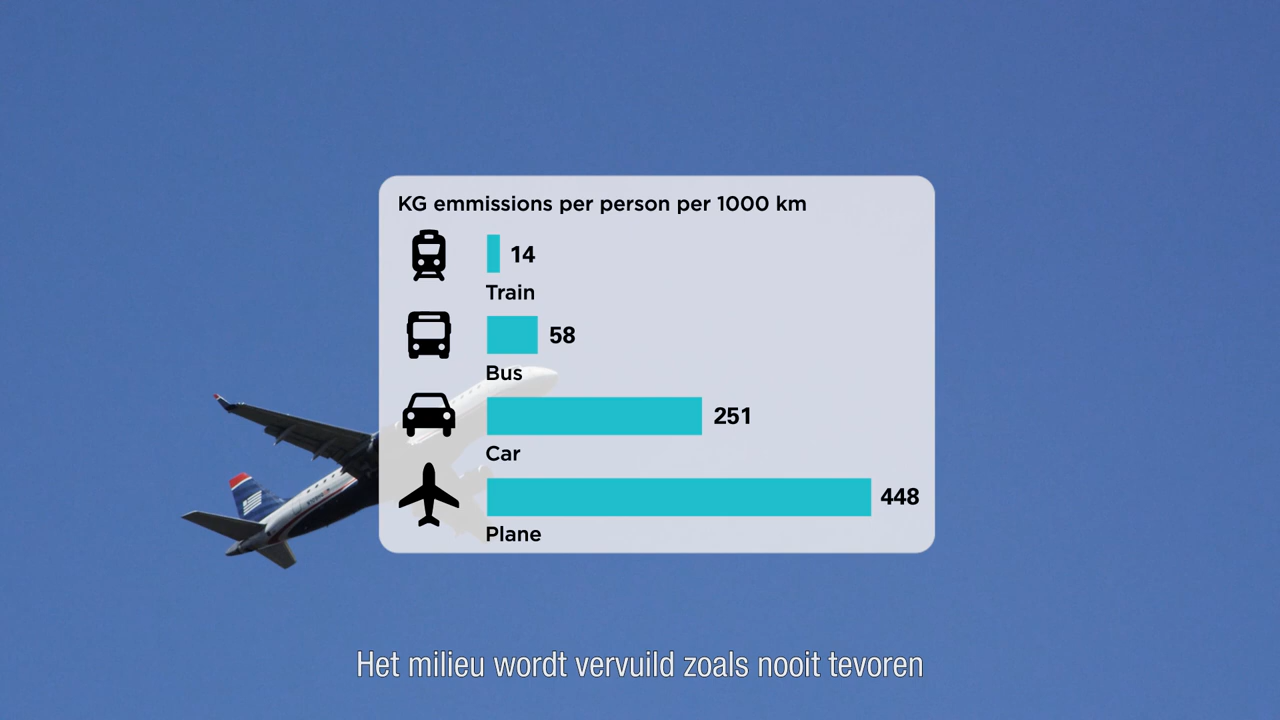 KG emmissions per person per 1000 km
14
Train
58
Bus
251
Car
448
Plane
Het milieu wordt vervuild zoals nooit tevoren